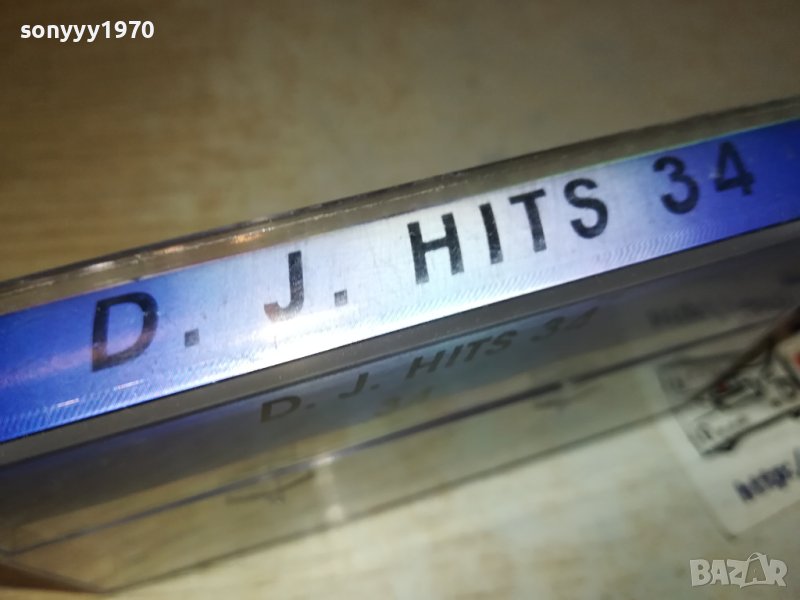 sonyyy1970
D. J. HITS 34
D. J. HITS 34
34
BAZAR